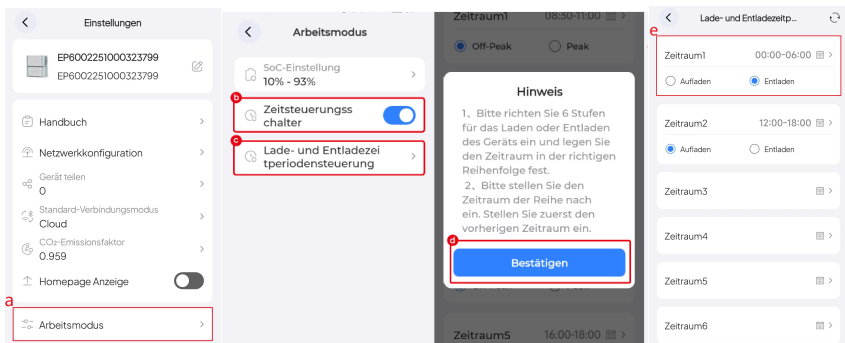 Einstellungen
EP6002251000323799
EP6002251000323799
Handbuch
Netzwerkkonfiguration
Gerät teilen
0
Standard-Verbindungsmodus
Cloud
CO₂-Emissionsfaktor
0.959
Homepage Anzeige
a
Arbeitsmodus
Arbeitsmodus
SoC-Einstellung
10% - 93%
b
Zeitsteuerungss
chalter
c
Lade- und Entladezei
tperiodensteuerung
Zeitraum1 08:30-11:00
Off-Peak Peak
Hinweis
1、Bitte richten Sie 6 Stufen
für das Laden oder Entladen
des Geräts ein und legen Sie
den Zeitraum in der richtigen
Reihenfolge fest.
2、Bitte stellen Sie den
Zeitraum der Reihe nach
ein. Stellen Sie zuerst den
vorherigen Zeitraum ein.
d
Bestätigen
Zeitraum5 16:00-18:00
Lade- und Entladezeitp...
e
Zeitraum1 00:00-06:00
Aufladen Entladen
Zeitraum2 12:00-18:00
Aufladen Entladen
Zeitraum3
Zeitraum4
Zeitraum5
Zeitraum6